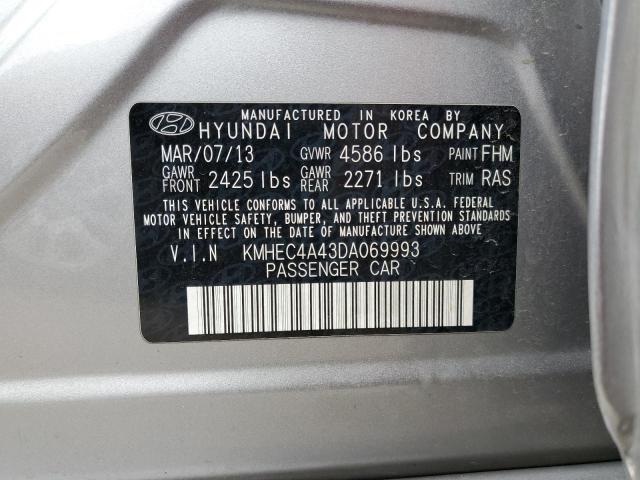 MANUFACTURED IN KOREA BY
HYUNDAI MOTOR COMPANY
MAR/07/13 GVWR 4586 lbs PAINT FHM
GAWR FRONT 2425 lbs GAWR REAR 2271 lbs TRIM RAS
THIS VEHICLE CONFORMS TO ALL APPLICABLE U.S.A. FEDERAL
MOTOR VEHICLE SAFETY, BUMPER, AND THEFT PREVENTION STANDARDS
IN EFFECT ON THE DATE OF MANUFACTURE SHOWN ABOVE
V.I.N KMHEC4A43DA069993
PASSENGER CAR